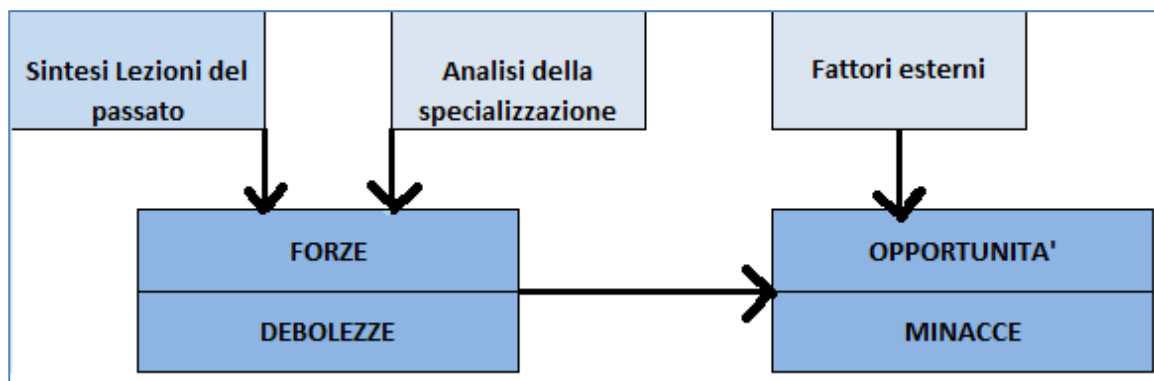 Sintesi Lezioni del
passato
Analisi della
specializzazione
Fattori esterni
FORZE
OPPORTUNITA'
DEBOLEZZE
MINACCE